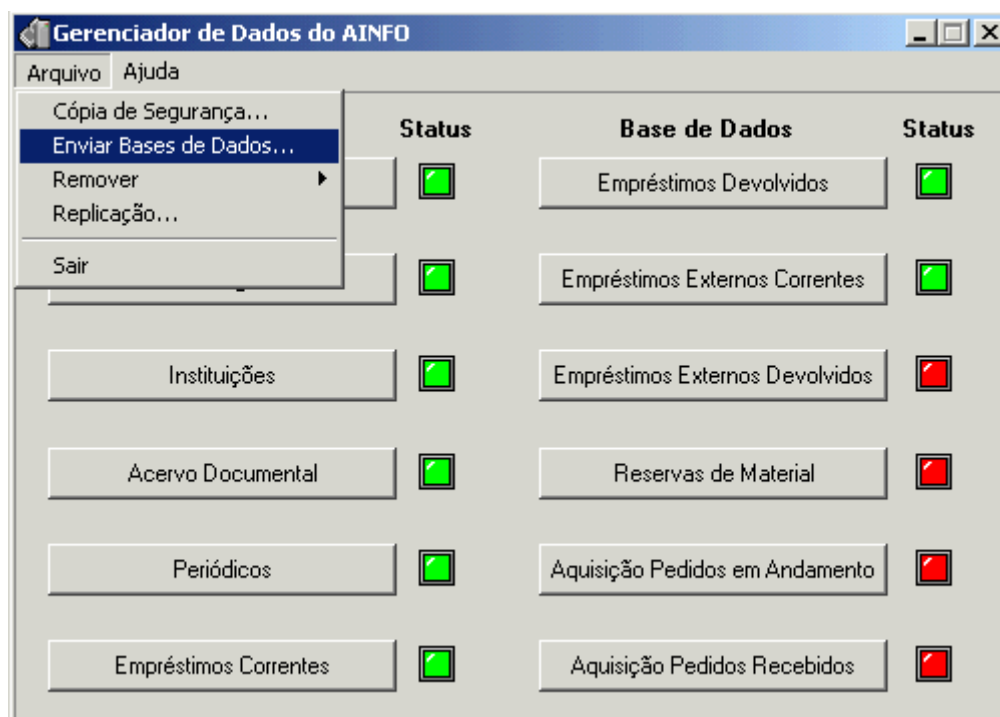 Gerenciador de Dados do AINFO
Arquivo Ajuda
Cópia de Segurança...
Enviar Bases de Dados...
Remover
Replicação...
Sair
Status Base de Dados Status
Empréstimos Devolvidos
Empréstimos Externos Correntes
Instituições Empréstimos Externos Devolvidos
Acervo Documental Reservas de Material
Periódicos Aquisição Pedidos em Andamento
Empréstimos Correntes Aquisição Pedidos Recebidos